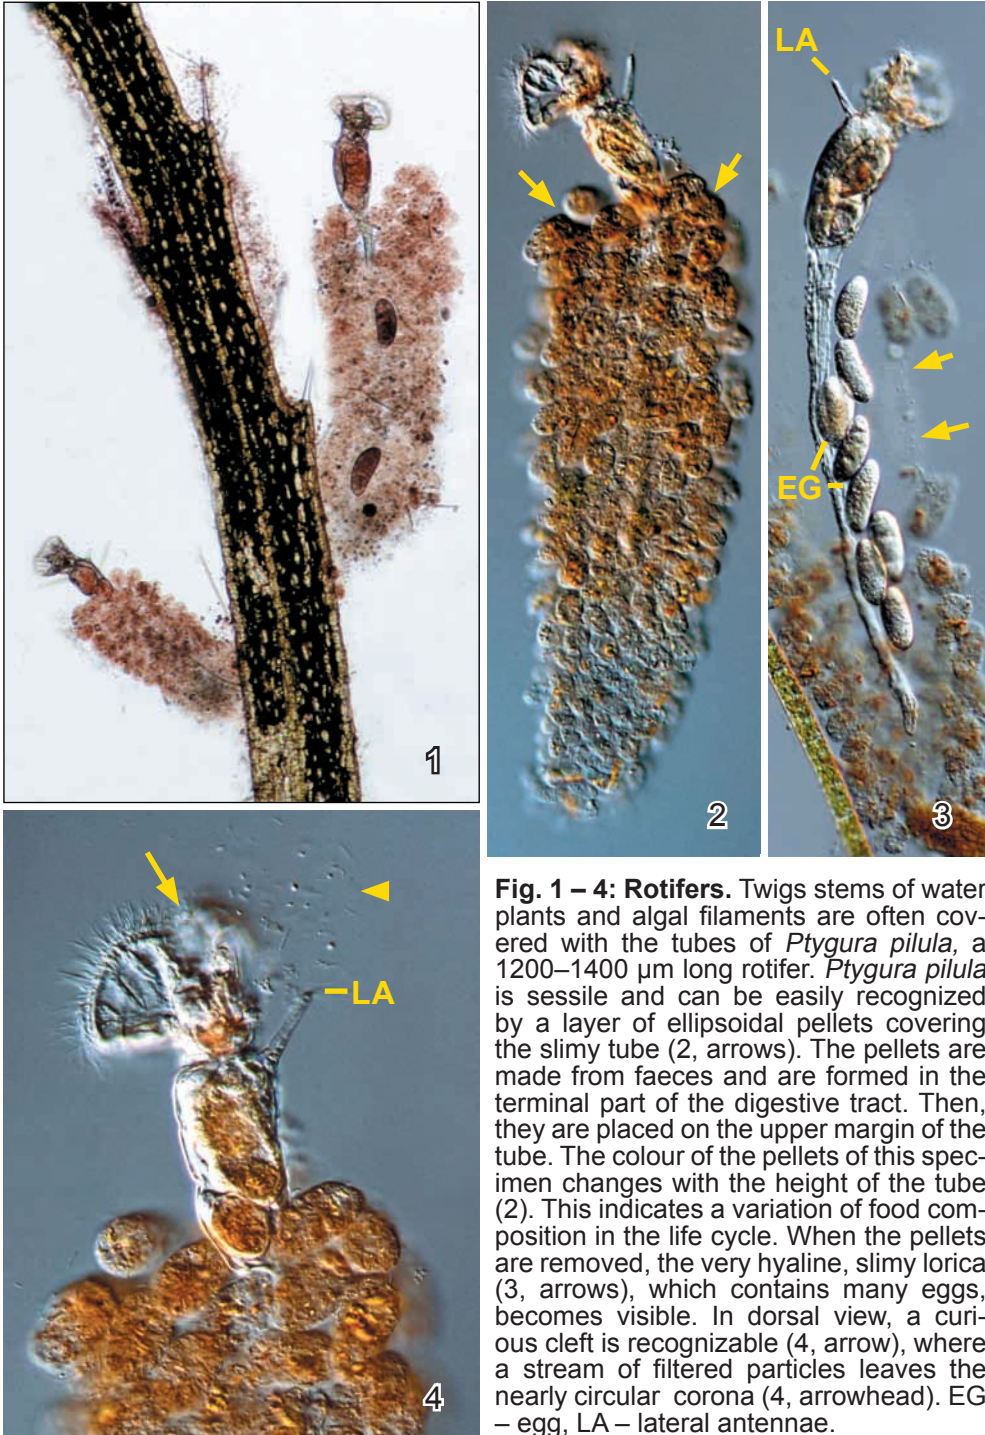 LA
EG
1
2
3
LA
4
Fig. 1 – 4: Rotifers. Twigs stems of water
plants and algal filaments are often cov-
ered with the tubes of Ptygura pilula, a
1200–1400 µm long rotifer. Ptygura pilula
is sessile and can be easily recognized
by a layer of ellipsoidal pellets covering
the slimy tube (2, arrows). The pellets are
made from faeces and are formed in the
terminal part of the digestive tract. Then,
they are placed on the upper margin of the
tube. The colour of the pellets of this spec-
imen changes with the height of the tube
(2). This indicates a variation of food com-
position in the life cycle. When the pellets
are removed, the very hyaline, slimy lorica
(3, arrows), which contains many eggs,
becomes visible. In dorsal view, a curi-
ous cleft is recognizable (4, arrow), where
a stream of filtered particles leaves the
nearly circular corona (4, arrowhead). EG
– egg, LA – lateral antennae.